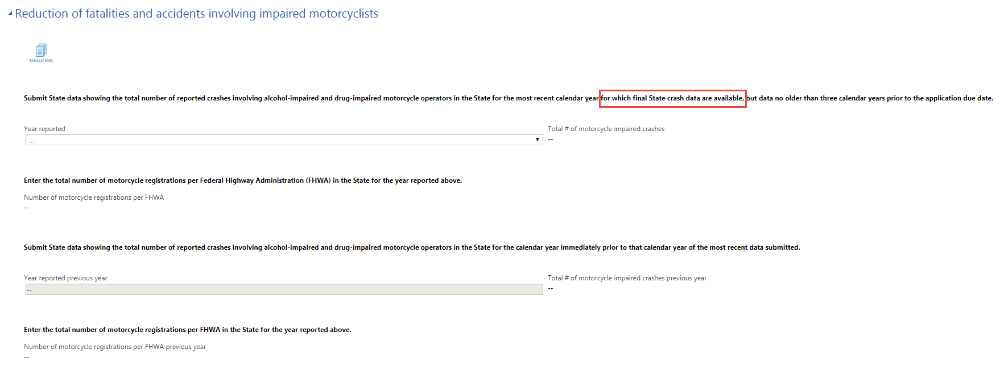 Reduction of fatalities and accidents involving impaired motorcyclists
REGULATIONS
Submit State data showing the total number of reported crashes involving alcohol-impaired and drug-impaired motorcycle operators in the State for the most recent calendar year for which final State crash data are available, but data no older than three calendar years prior to the application due date.
Year reported
Total # of motorcycle impaired crashes
...
--
Enter the total number of motorcycle registrations per Federal Highway Administration (FHWA) in the State for the year reported above.
Number of motorcycle registrations per FHWA
--
Submit State data showing the total number of reported crashes involving alcohol-impaired and drug-impaired motorcycle operators in the State for the calendar year immediately prior to that calendar year of the most recent data submitted.
Year reported previous year
Total # of motorcycle impaired crashes previous year
--
--
Enter the total number of motorcycle registrations per FHWA in the State for the year reported above.
Number of motorcycle registrations per FHWA previous year
--